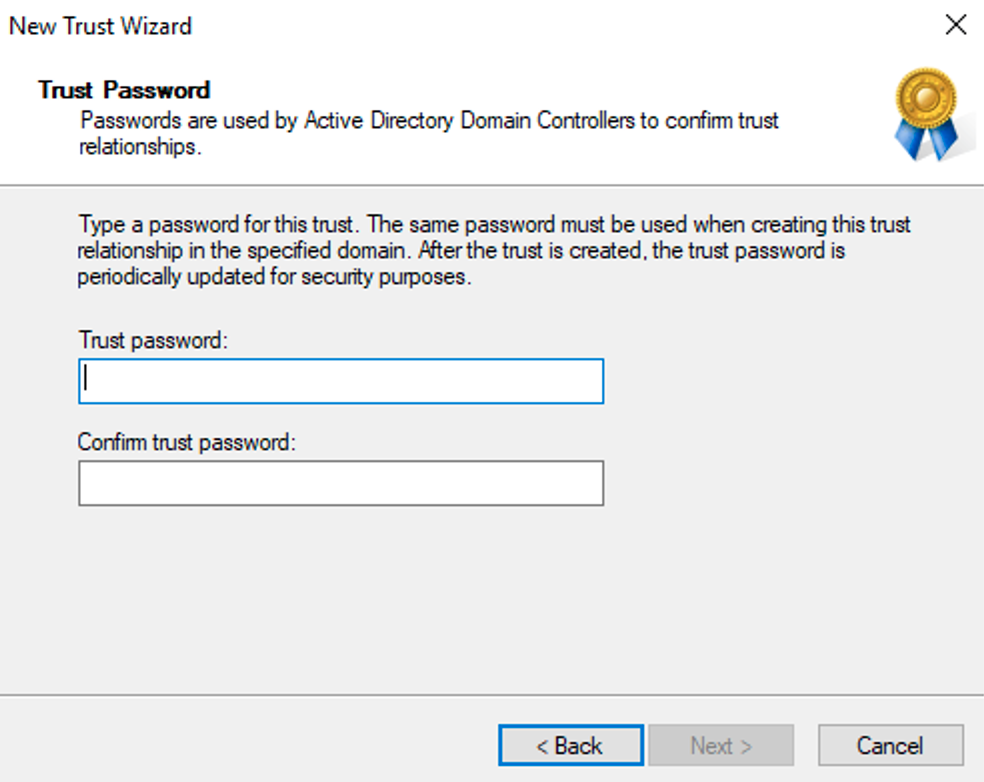 New Trust Wizard
Trust Password
Passwords are used by Active Directory Domain Controllers to confirm trust
relationships.
Type a password for this trust. The same password must be used when creating this trust
relationship in the specified domain. After the trust is created, the trust password is
periodically updated for security purposes.
Trust password:
Confirm trust password:
< Back
Next >
Cancel